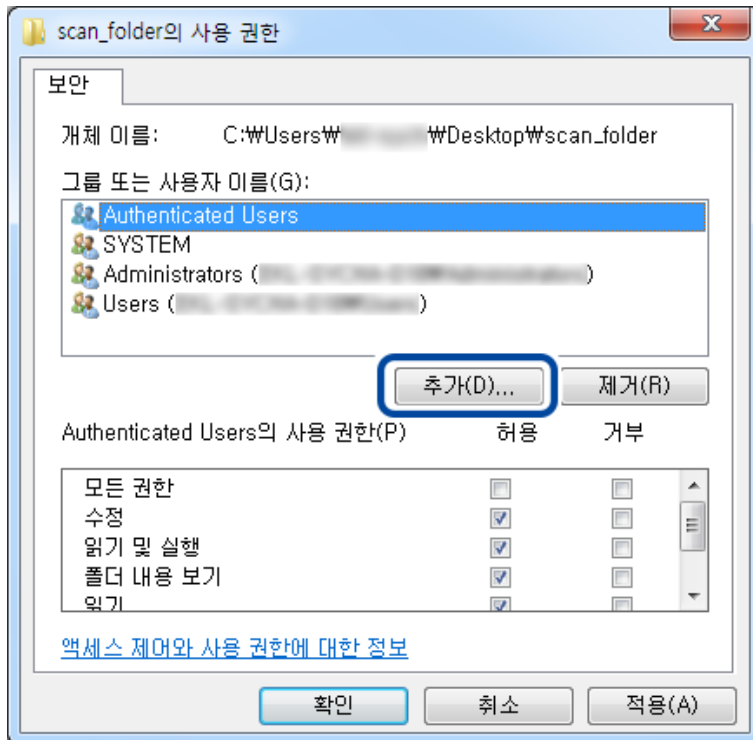 scan_folder의 사용 권한
보안
개체 이름: C:₩Users₩ ₩Desktop₩scan_folder
그룹 또는 사용자 이름(G):
Authenticated Users
SYSTEM
Administrators ( )
Users ( )
추가(D)... 제거(R)
Authenticated Users의 사용 권한(P) 허용 거부
모든 권한
수정
읽기 및 실행
폴더 내용 보기
읽기
액세스 제어와 사용 권한에 대한 정보
확인 취소 적용(A)